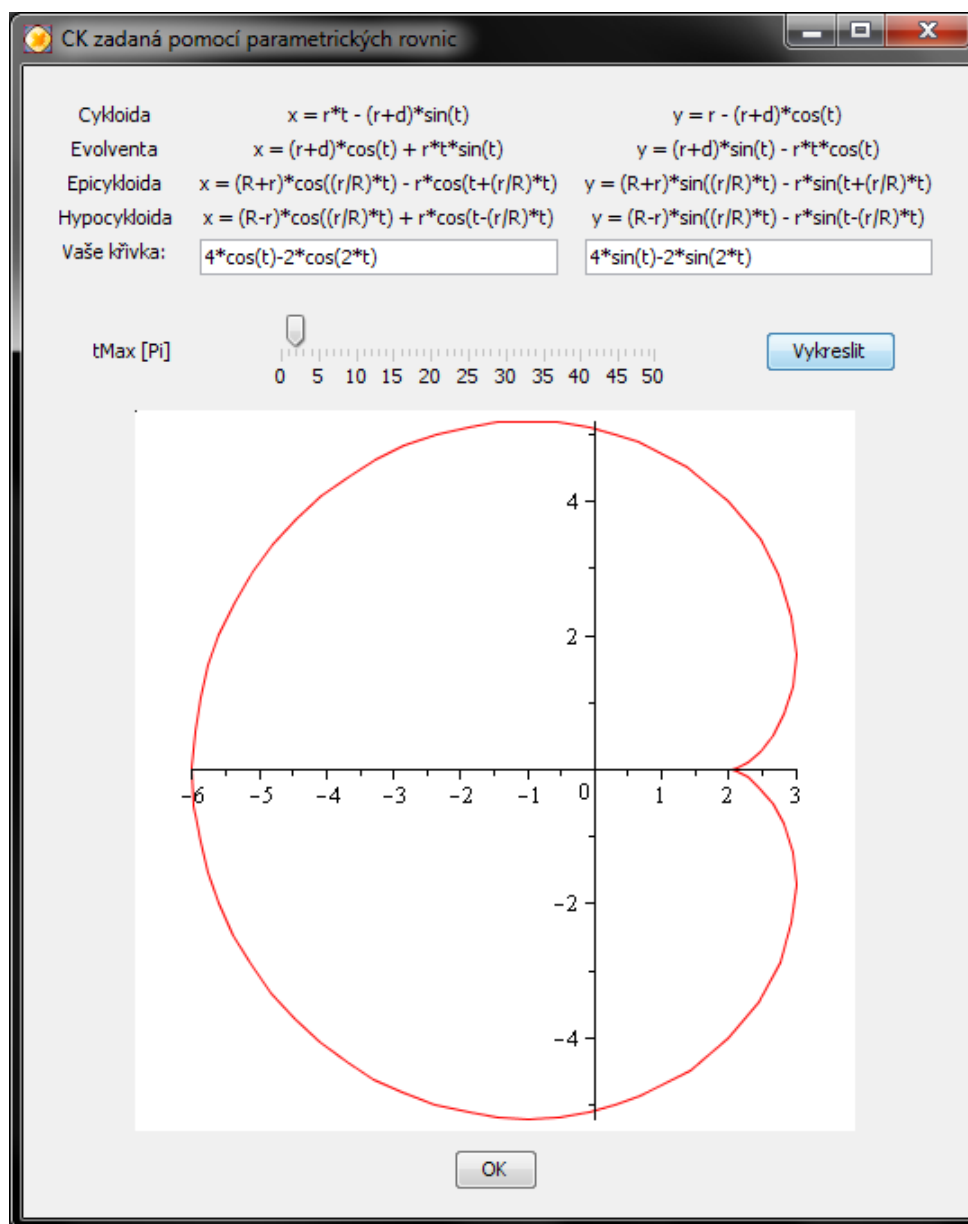 CK zadaná pomocí parametrických rovnic
Cykloida x = r*t - (r+d)*sin(t) y = r - (r+d)*cos(t)
Evolventa x = (r+d)*cos(t) + r*t*sin(t) y = (r+d)*sin(t) - r*t*cos(t)
Epicykloida x = (R+r)*cos((r/R)*t) - r*cos(t+(r/R)*t) y = (R+r)*sin((r/R)*t) - r*sin(t+(r/R)*t)
Hypocykloida x = (R-r)*cos((r/R)*t) + r*cos(t-(r/R)*t) y = (R-r)*sin((r/R)*t) - r*sin(t-(r/R)*t)
Vaše křivka: 4*cos(t)-2*cos(2*t) 4*sin(t)-2*sin(2*t)
tMax [Pi] Vykreslit
0 5 10 15 20 25 30 35 40 45 50
4
2
-6 -5 -4 -3 -2 -1 0 1 2 3
-2
-4
OK